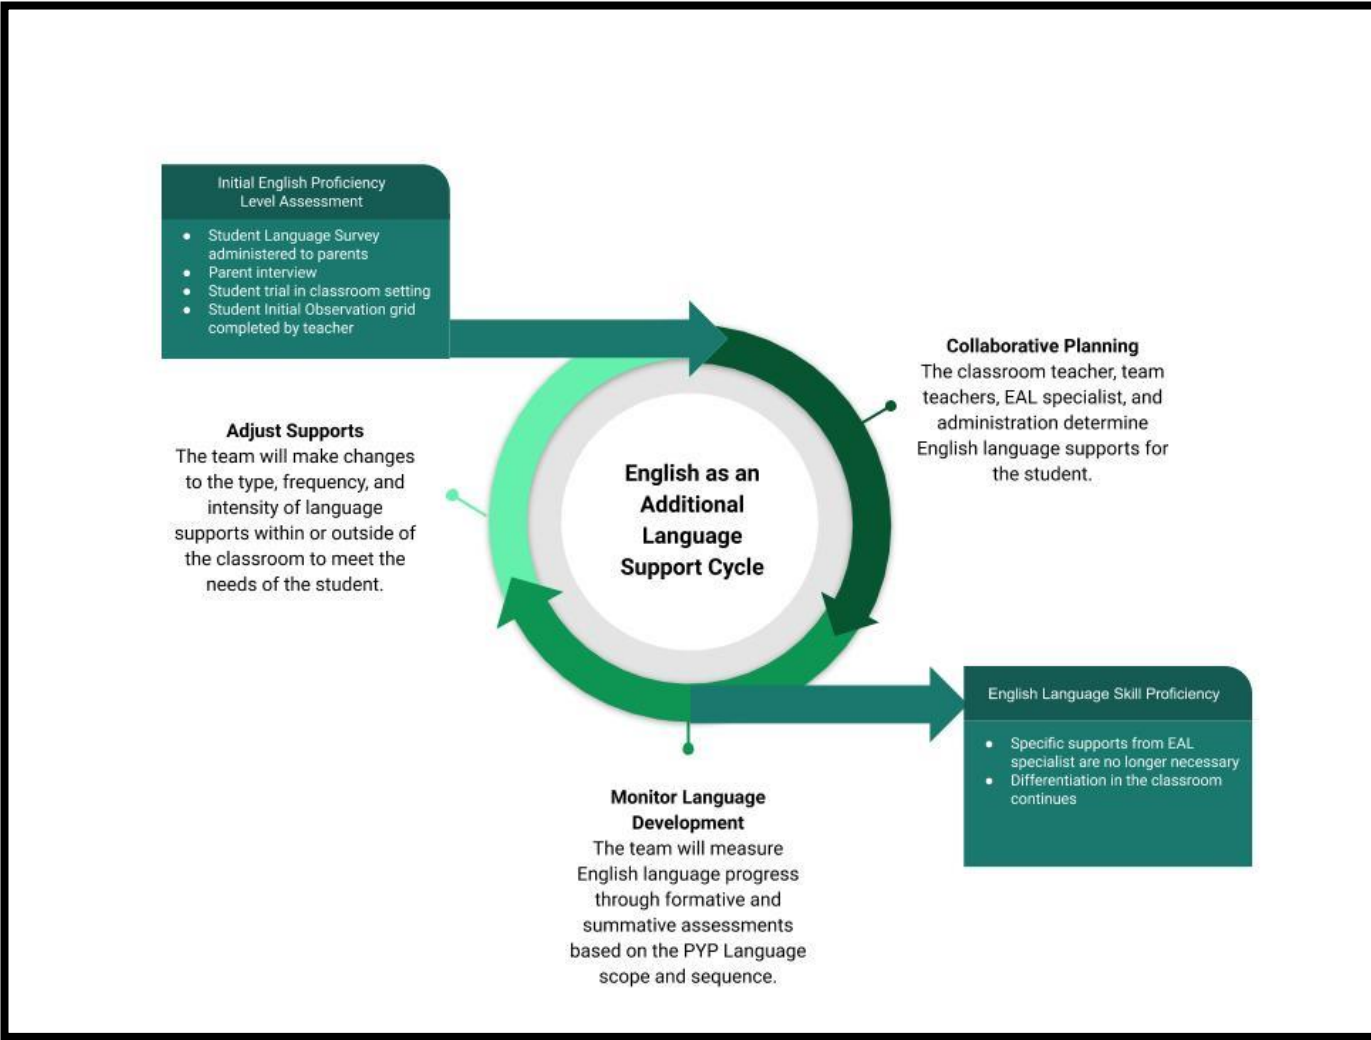 Initial English Proficiency
Level Assessment
● Student Language Survey
administered to parents
● Parent interview
● Student trial in classroom setting
● Student Initial Observation grid
completed by teacher
Collaborative Planning
The classroom teacher, team
teachers, EAL specialist, and
administration determine
English language supports for
the student.
Adjust Supports
The team will make changes
to the type, frequency, and
intensity of language
supports within or outside of
the classroom to meet the
needs of the student.
English as an
Additional
Language
Support Cycle
English Language Skill Proficiency
● Specific supports from EAL
specialist are no longer necessary
● Differentiation in the classroom
continues
Monitor Language
Development
The team will measure
English language progress
through formative and
summative assessments
based on the PYP Language
scope and sequence.